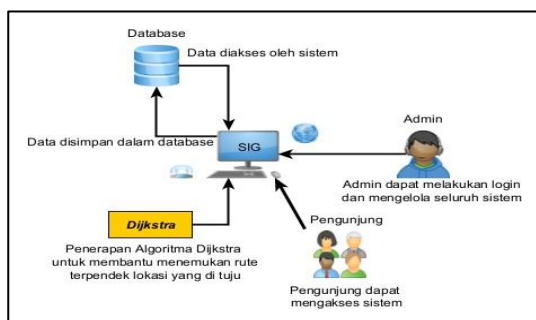 Database
Data diakses oleh sistem
Data disimpan dalam database
SIG
Admin
Admin dapat melakukan login
dan mengelola seluruh sistem
Dijkstra
Penerapan Algoritma Dijkstra
untuk membantu menemukan rute
terpendek lokasi yang di tuju
Pengunjung
Pengunjung dapat
mengakses sistem